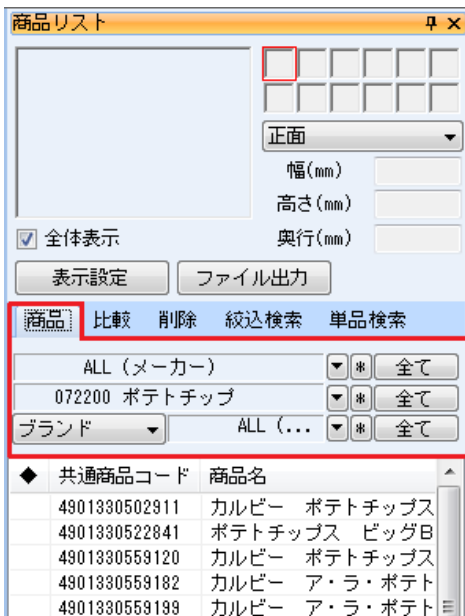 商品リスト
正面
幅(mm)
高さ(mm)
全体表示 奥行(mm)
表示設定 ファイル出力
商品 比較 削除 絞込検索 単品検索
ALL (メーカー) * 全て
072200 ポテトチップ * 全て
ブランド ALL (... * 全て
◆ 共通商品コード 商品名
4901330502911 カルビー ポテトチップス
4901330522841 ポテトチップス ビッグB
4901330559120 カルビー ポテトチップス
4901330559182 カルビー ア・ラ・ポテト
4901330559199 カルビー ア・ラ・ポテト